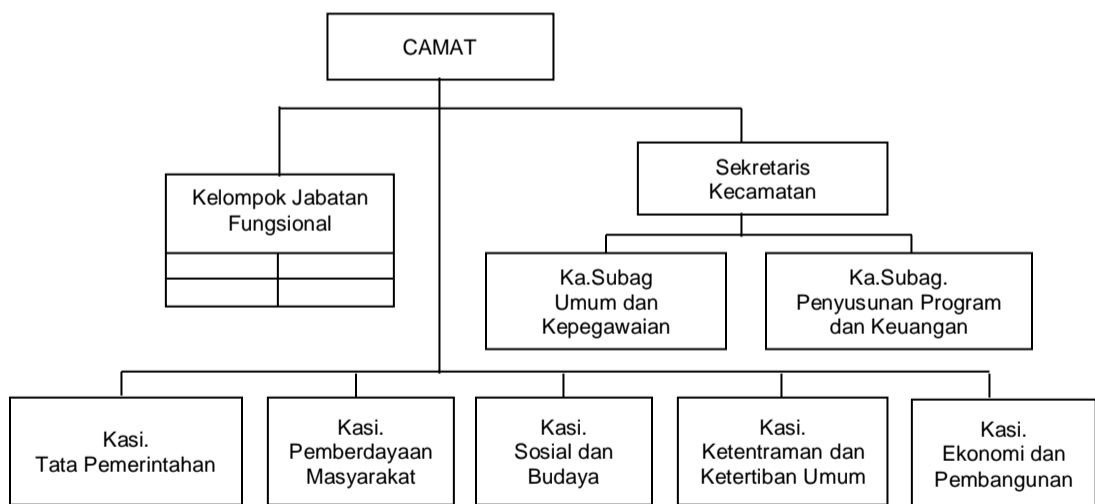 CAMAT
Sekretaris
Kecamatan
Kelompok Jabatan
Fungsional
Ka.Subag
Umum dan
Kepegawaian
Ka.Subag.
Penyusunan Program
dan Keuangan
Kasi.
Tata Pemerintahan
Kasi.
Pemberdayaan
Masyarakat
Kasi.
Sosial dan
Budaya
Kasi.
Ketentraman dan
Ketertiban Umum
Kasi.
Ekonomi dan
Pembangunan